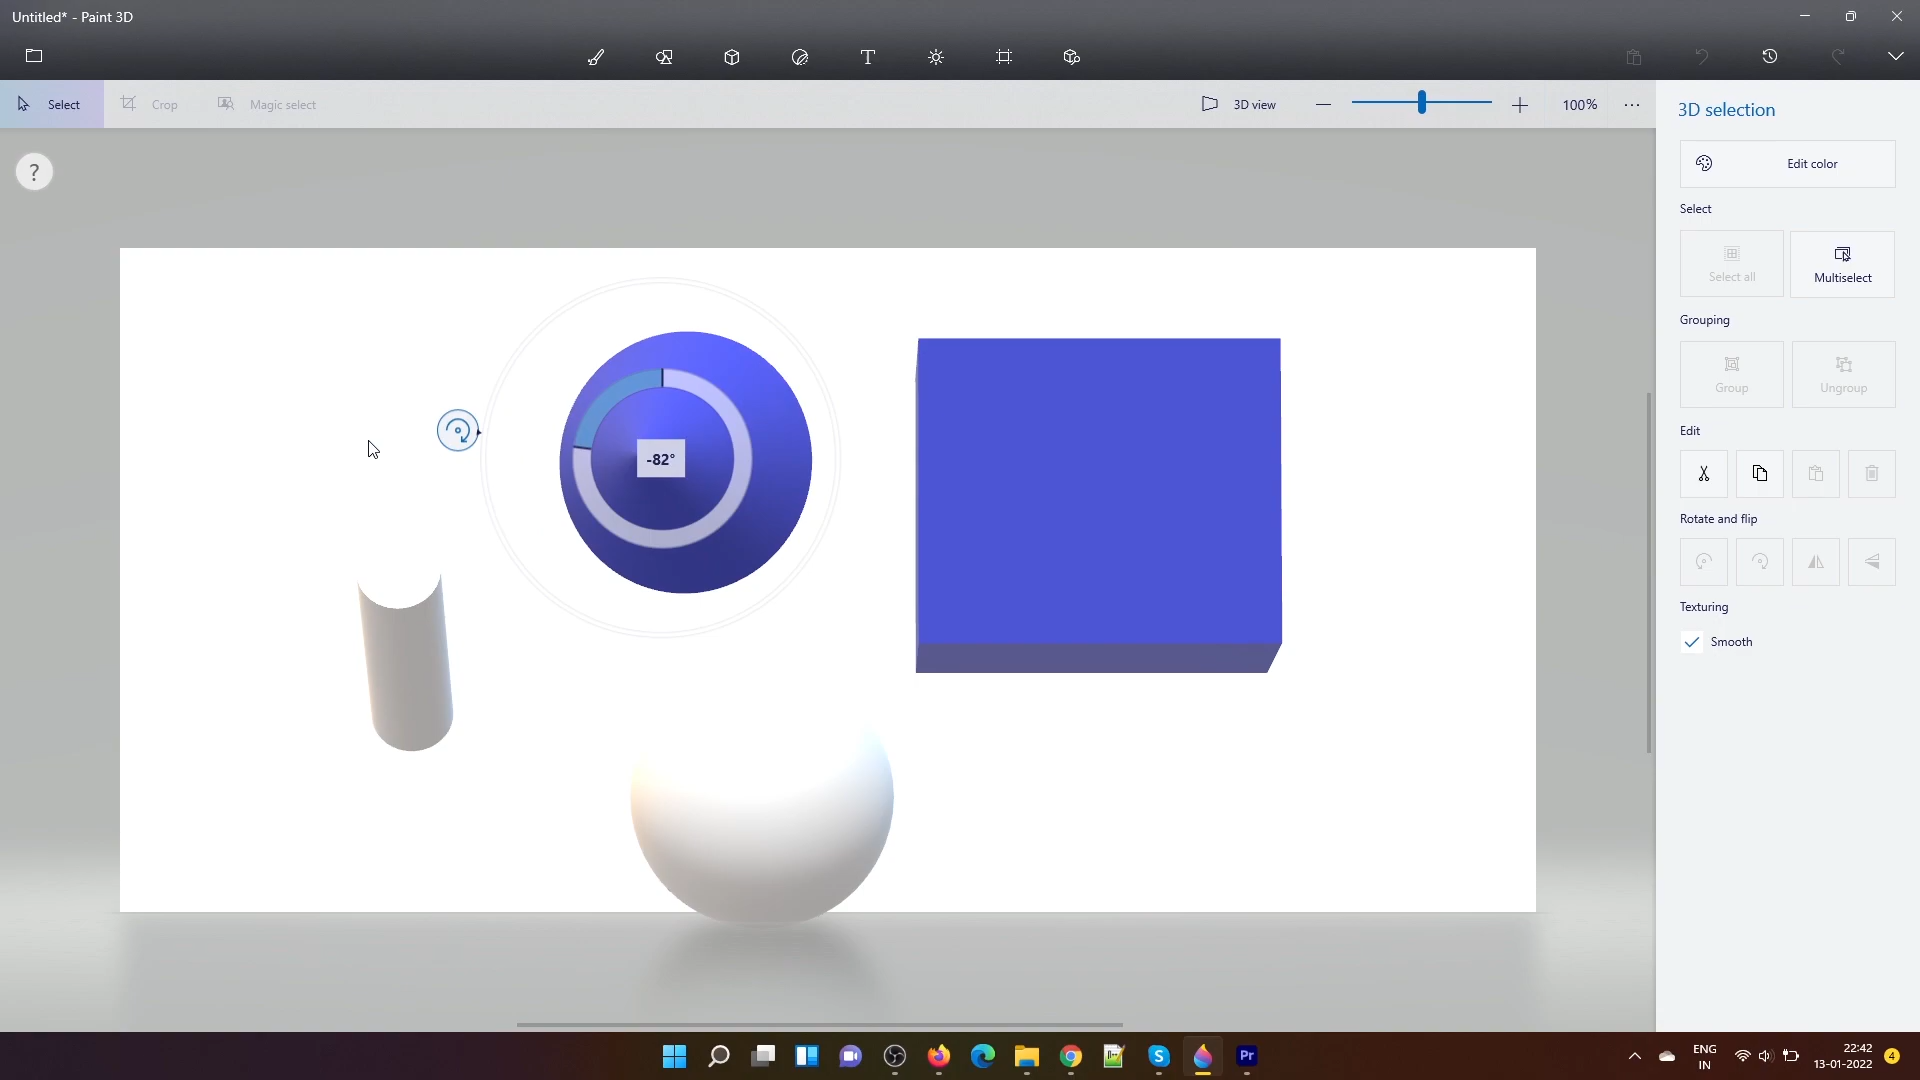 Untitled* - Paint 3D
Select
Crop
Magic select
3D view
100%
3D selection
Edit color
Select
Select all
Multiselect
Grouping
Group
Ungroup
Edit
Rotate and flip
Texturing
Smooth
?
-82°
Pr
ENG
IN
22:42
13-01-2022
4